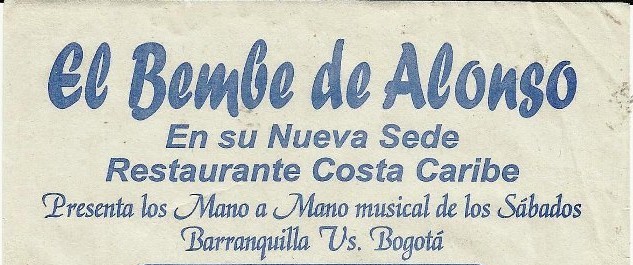 El Bembe de Alonso
En su Nueva Sede
Restaurante Costa Caribe
Presenta los Mano a Mano musical de los Sábados
Barranquilla Vs. Bogotá